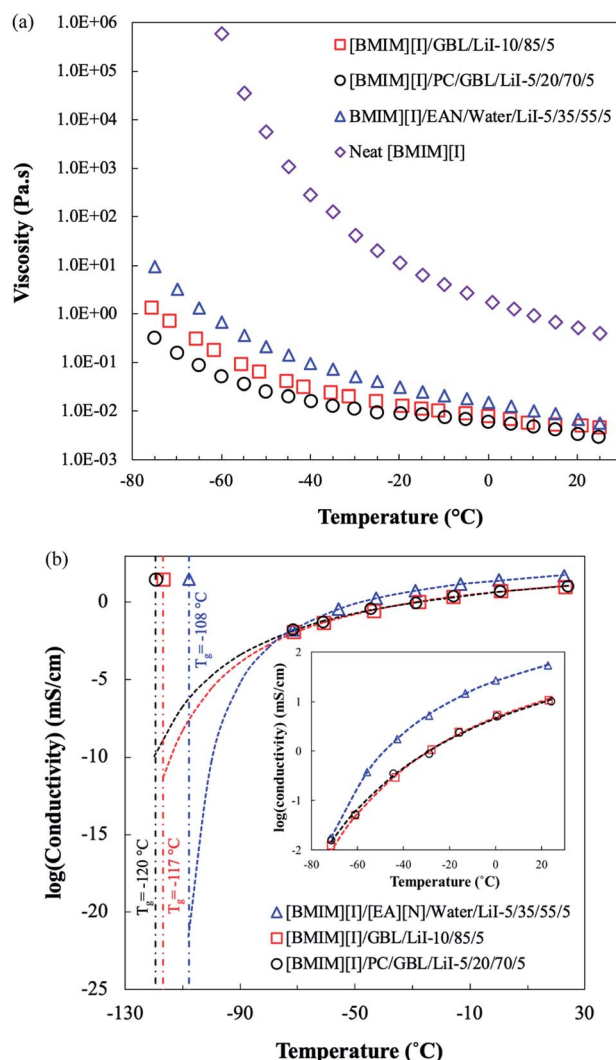 (a)
1.0E+06
1.0E+05
1.0E+04
1.0E+03
1.0E+02
1.0E+01
1.0E+00
1.0E-01
1.0E-02
1.0E-03
Viscosity (Pa.s)
[BMIM][I]/GBL/LiI-10/85/5
[BMIM][I]/PC/GBL/LiI-5/20/70/5
BMIM][I]/EAN/Water/LiI-5/35/55/5
Neat [BMIM][I]
-80 -60 -40 -20 0 20
Temperature (°C)
(b)
0
-5
-10
-15
-20
-25
log(Conductivity) (mS/cm)
Tg= -120 °C
Tg= -117 °C
Tg= -108 °C
2
1
0
-1
-2
log(conductivity) (mS/cm)
-80 -60 -40 -20 0 20
Temperature (˚C)
[BMIM][I]/[EA][N]/Water/LiI-5/35/55/5
[BMIM][I]/GBL/LiI-10/85/5
[BMIM][I]/PC/GBL/LiI-5/20/70/5
-130 -90 -50 -10 30
Temperature (˚C)